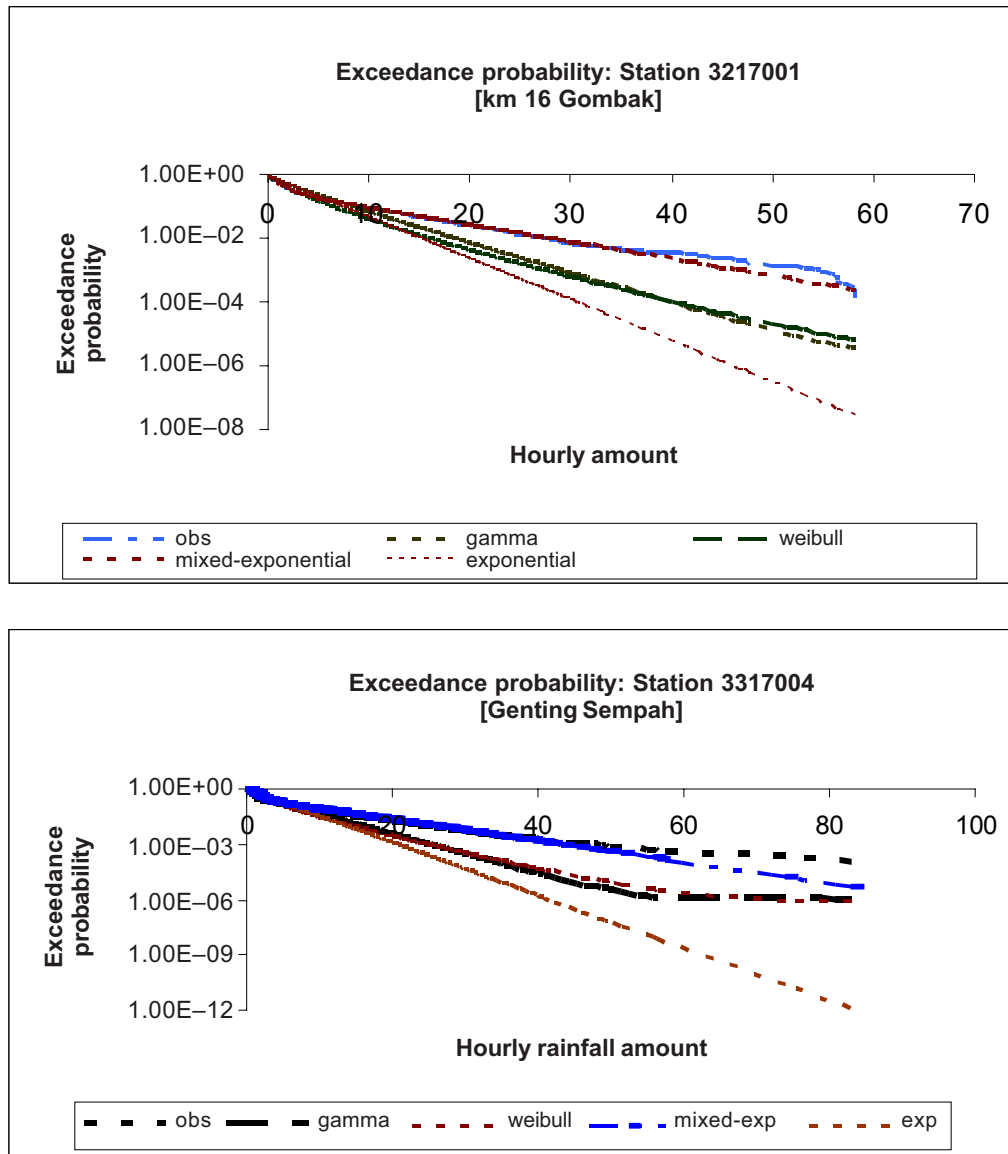 Exceedance probability: Station 3217001
[km 16 Gombak]
1.00E+00
0 10 20 30 40 50 60 70
1.00E–02
1.00E–04
1.00E–06
1.00E–08
Exceedance
probability
Hourly amount
obs gamma weibull
mixed-exponential exponential
Exceedance probability: Station 3317004
[Genting Sempah]
1.00E+00
0 20 40 60 80 100
1.00E–03
1.00E–06
1.00E–09
1.00E–12
Exceedance
probability
Hourly rainfall amount
obs gamma weibull mixed-exp exp